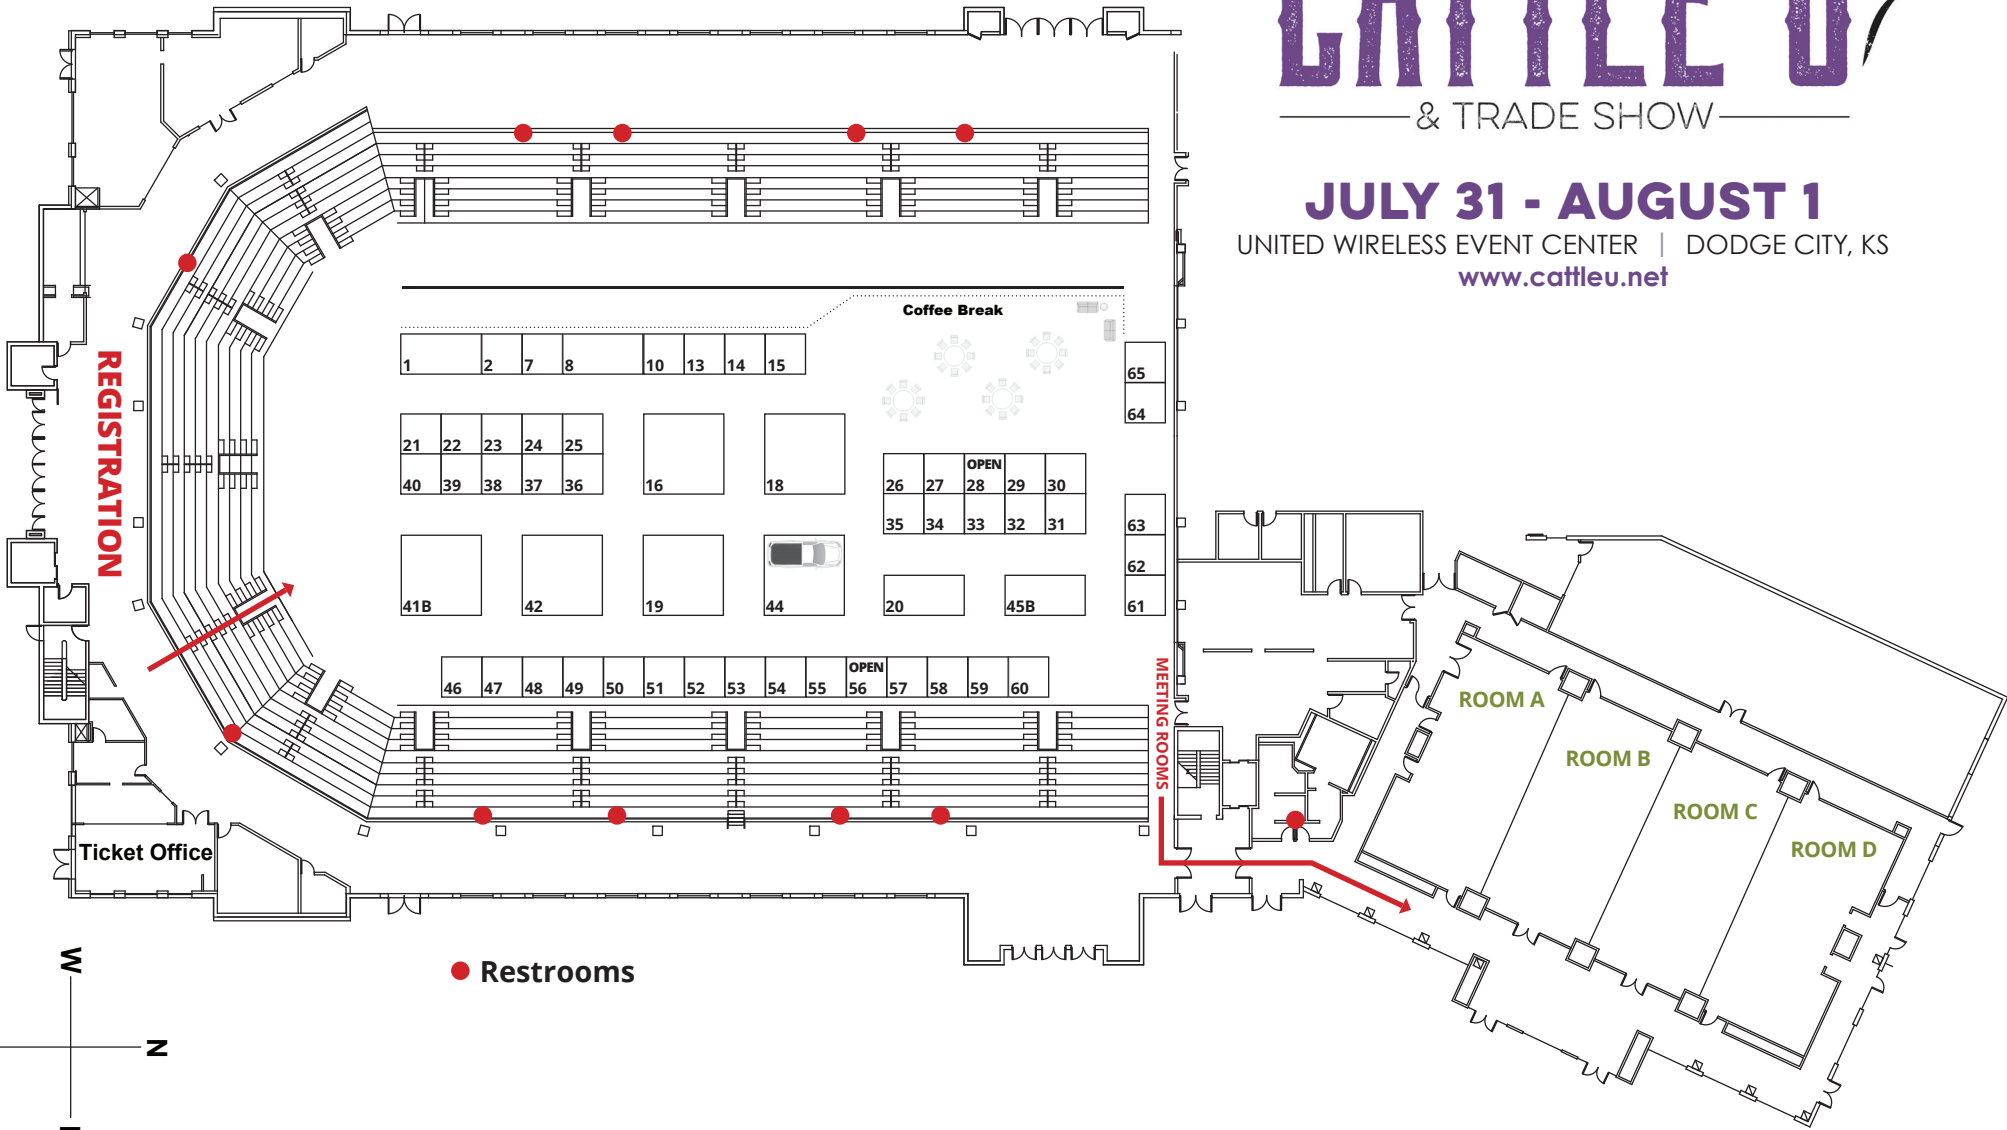 CATTLE U
& TRADE SHOW
JULY 31 - AUGUST 1
UNITED WIRELESS EVENT CENTER | DODGE CITY, KS
www.cattleu.net
Coffee Break
1 2 7 8 10 13 14 15
65
64
REGISTRATION
21 22 23 24 25
40 39 38 37 36
16 18
OPEN
26 27 28 29 30
35 34 33 32 31
63
62
61
41B 42 19 44 20 45B
OPEN
46 47 48 49 50 51 52 53 54 55 56 57 58 59 60
MEETING ROOMS
ROOM A
ROOM B
ROOM C
ROOM D
Ticket Office
Restrooms
W
N